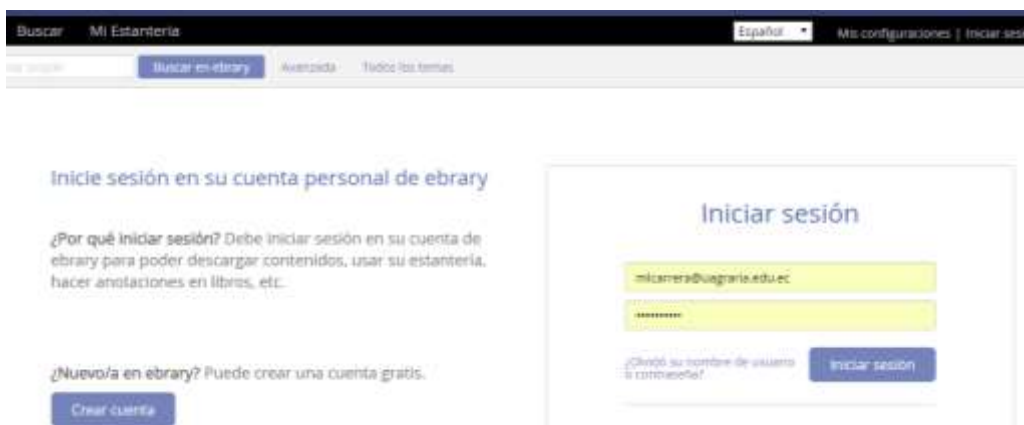 Buscar Mi Estantería Español Mis configuraciones | Iniciar sesi
Buscar en ebrary Avanzada Todos los temas
Inicie sesión en su cuenta personal de ebrary
¿Por qué iniciar sesión? Debe iniciar sesión en su cuenta de
ebrary para poder descargar contenidos, usar su estantería,
hacer anotaciones en libros, etc.
¿Nuevo/a en ebrary? Puede crear una cuenta gratis.
Crear cuenta
Iniciar sesión
mlcarrera@uagraria.edu.ec
••••••••••
¿Olvidó su nombre de usuario
o contraseña?
Iniciar sesión